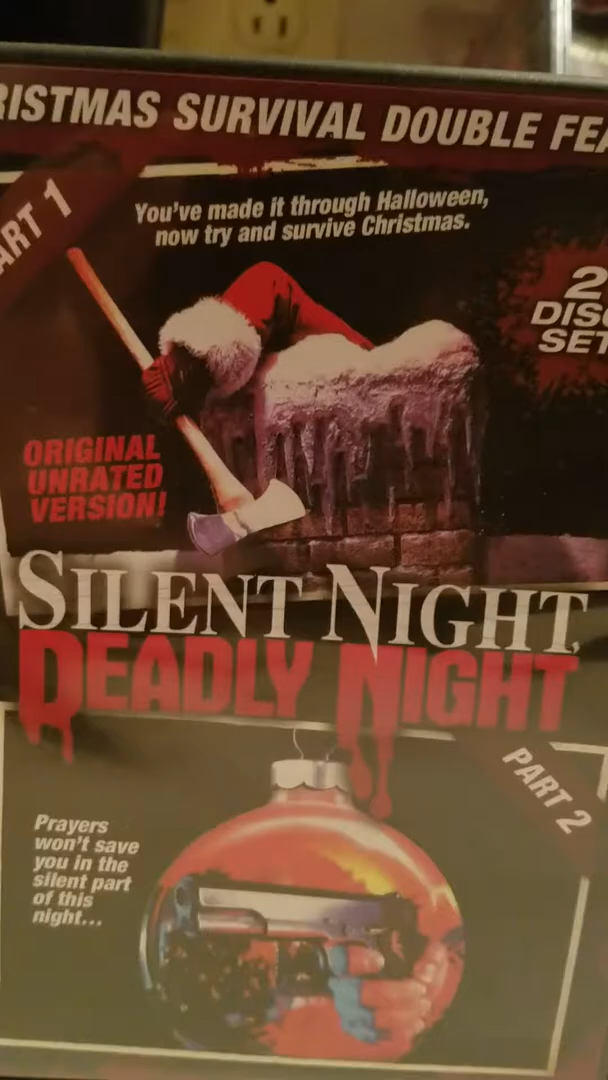 RISTMAS SURVIVAL DOUBLE FEA
ART 1
You've made it through Halloween,
now try and survive Christmas.
2
DISC
SET
ORIGINAL
UNRATED
VERSION!
SILENT NIGHT,
DEADLY NIGHT
PART 2
Prayers
won't save
you in the
silent part
of this
night...